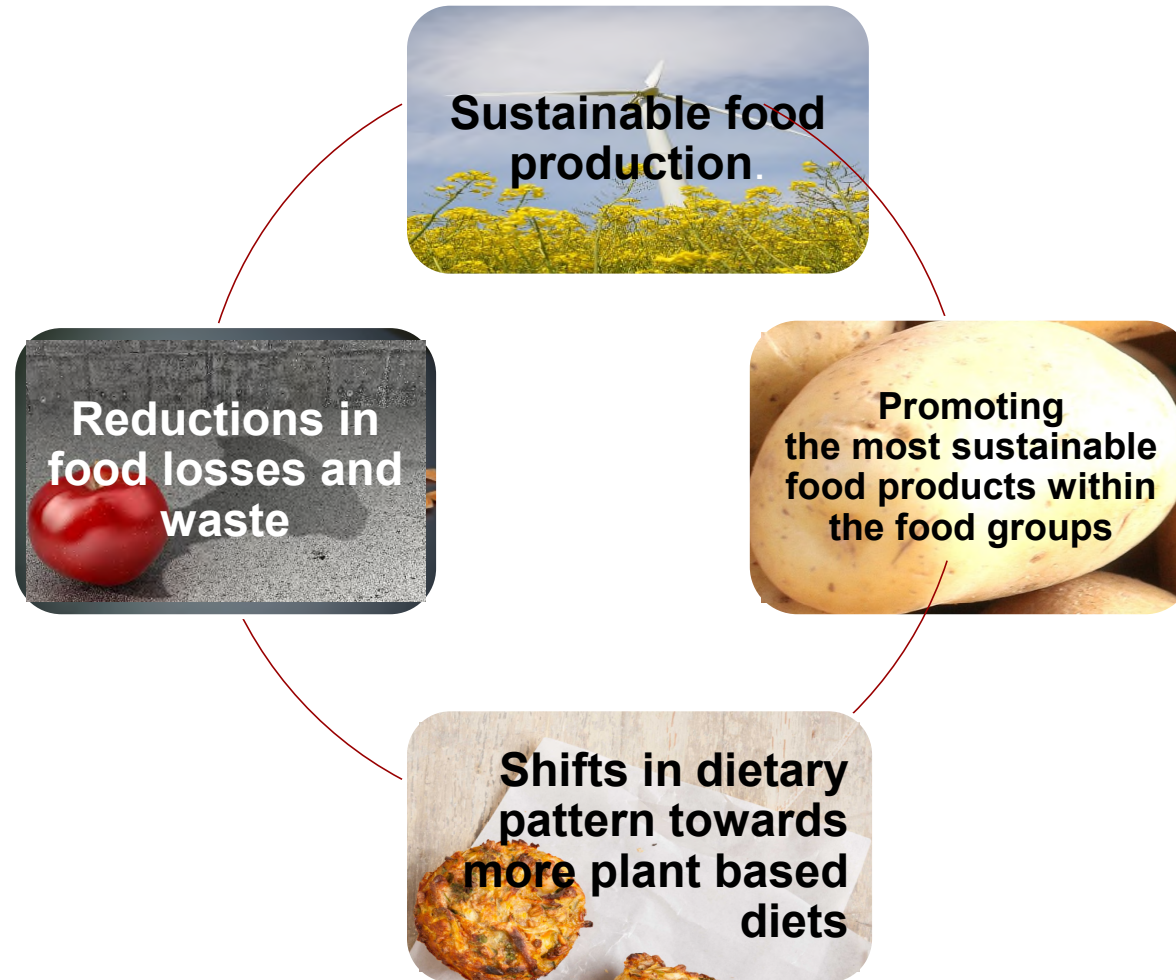 Sustainable food
production.
Promoting
the most sustainable
food products within
the food groups
Reductions in
food losses and
waste
Shifts in dietary
pattern towards
more plant based
diets